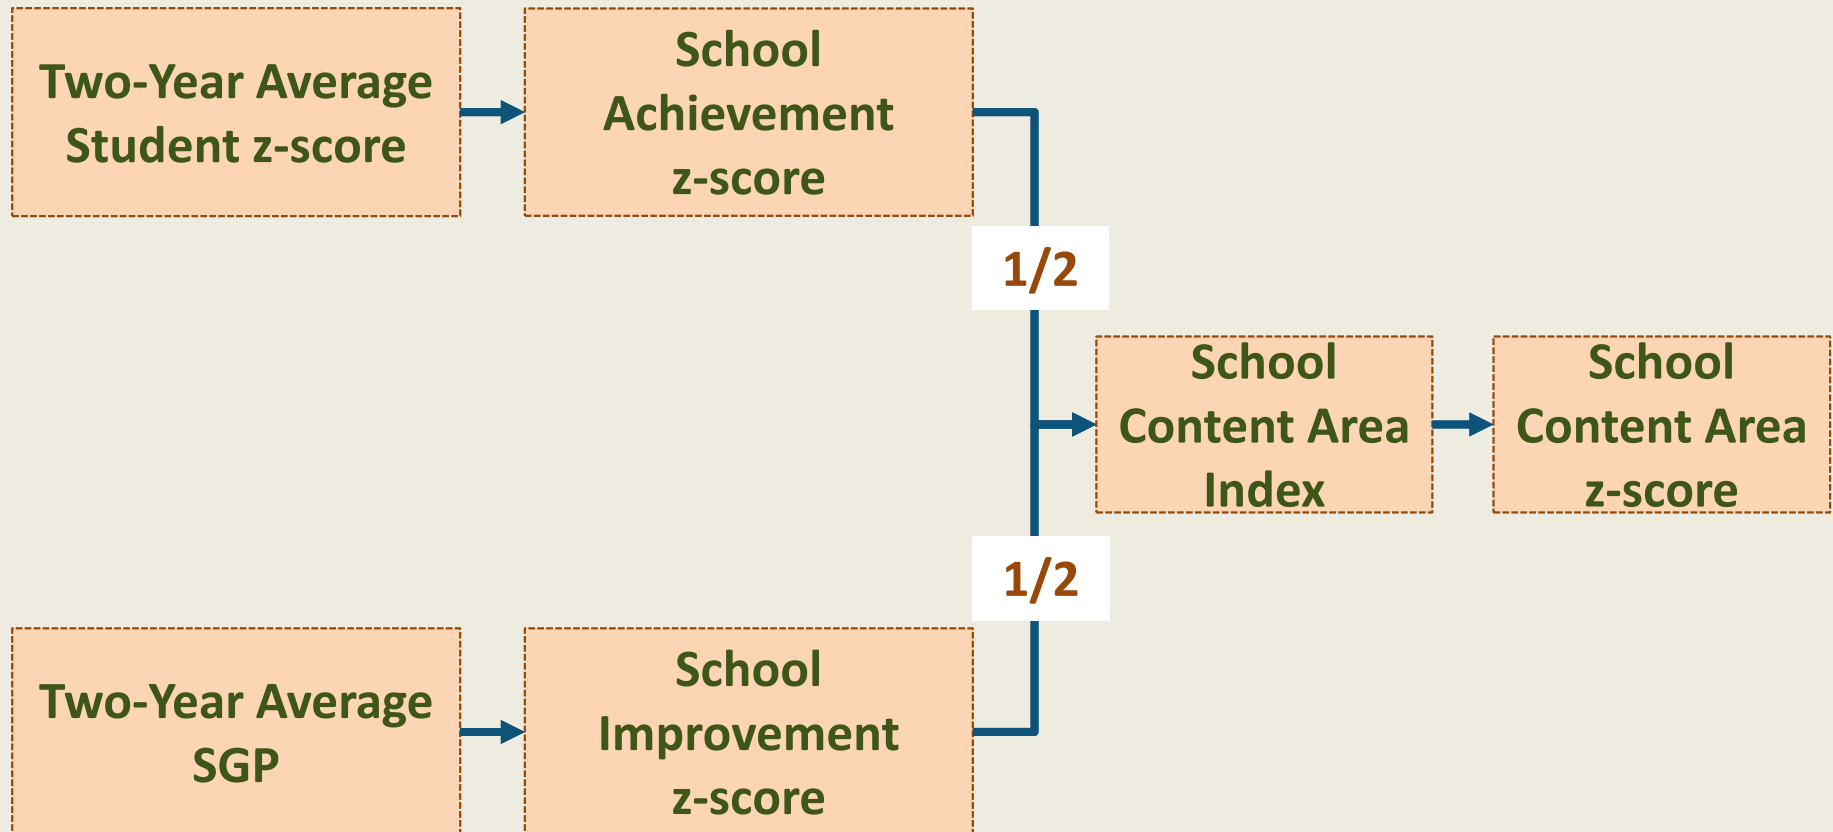 Two-Year Average
Student z-score
School
Achievement
z-score
1/2
School
Content Area
Index
School
Content Area
z-score
1/2
Two-Year Average
SGP
School
Improvement
z-score